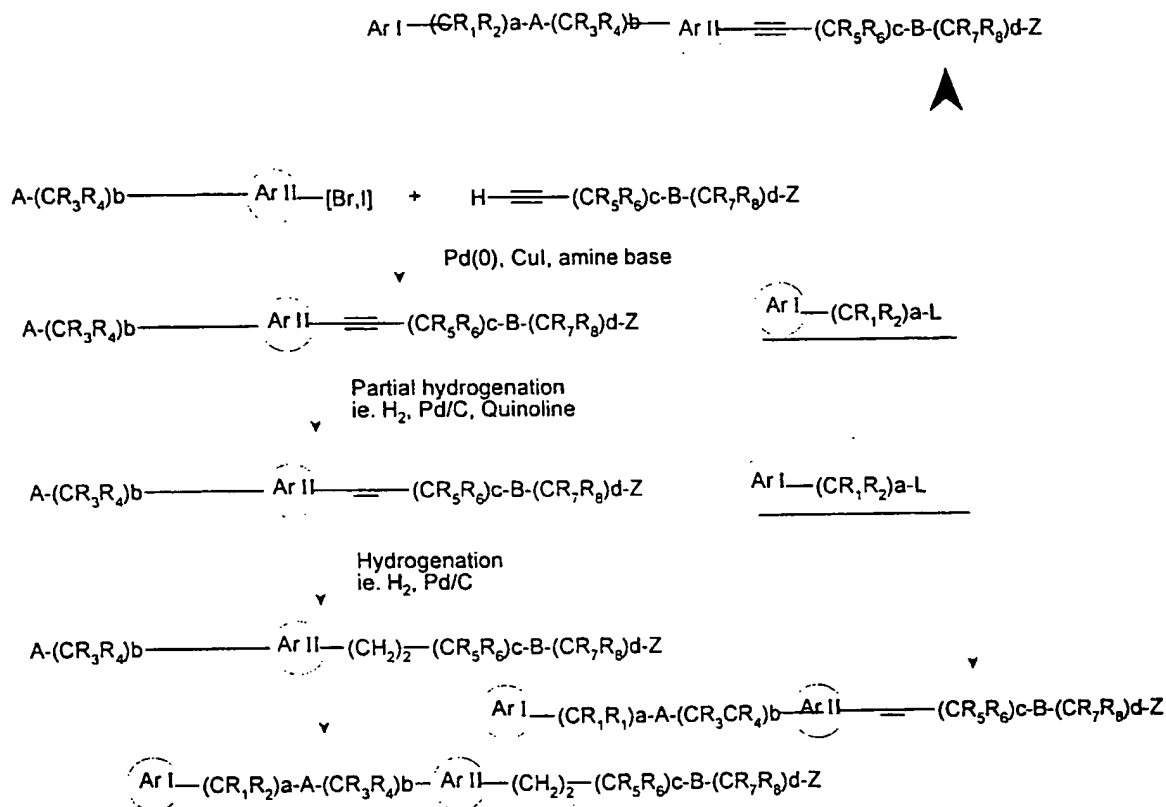 Ar I—(CR₁R₂)a-A-(CR₃R₄)b—Ar II—≡—(CR₅R₆)c-B-(CR₇R₈)d-Z
A-(CR₃R₄)b—Ar II—[Br,I] + H—≡—(CR₅R₆)c-B-(CR₇R₈)d-Z
Pd(0), CuI, amine base
A-(CR₃R₄)b—Ar II—≡—(CR₅R₆)c-B-(CR₇R₈)d-Z
Ar I—(CR₁R₂)a-L
Partial hydrogenation
ie. H₂, Pd/C, Quinoline
A-(CR₃R₄)b—Ar II—=—(CR₅R₆)c-B-(CR₇R₈)d-Z
Ar I—(CR₁R₂)a-L
Hydrogenation
ie. H₂, Pd/C
A-(CR₃R₄)b—Ar II—(CH₂)₂—(CR₅R₆)c-B-(CR₇R₈)d-Z
Ar I—(CR₁R₁)a-A-(CR₃CR₄)b-Ar II—=—(CR₅R₆)c-B-(CR₇R₈)d-Z
Ar I—(CR₁R₂)a-A-(CR₃R₄)b-Ar II—(CH₂)₂—(CR₅R₆)c-B-(CR₇R₈)d-Z